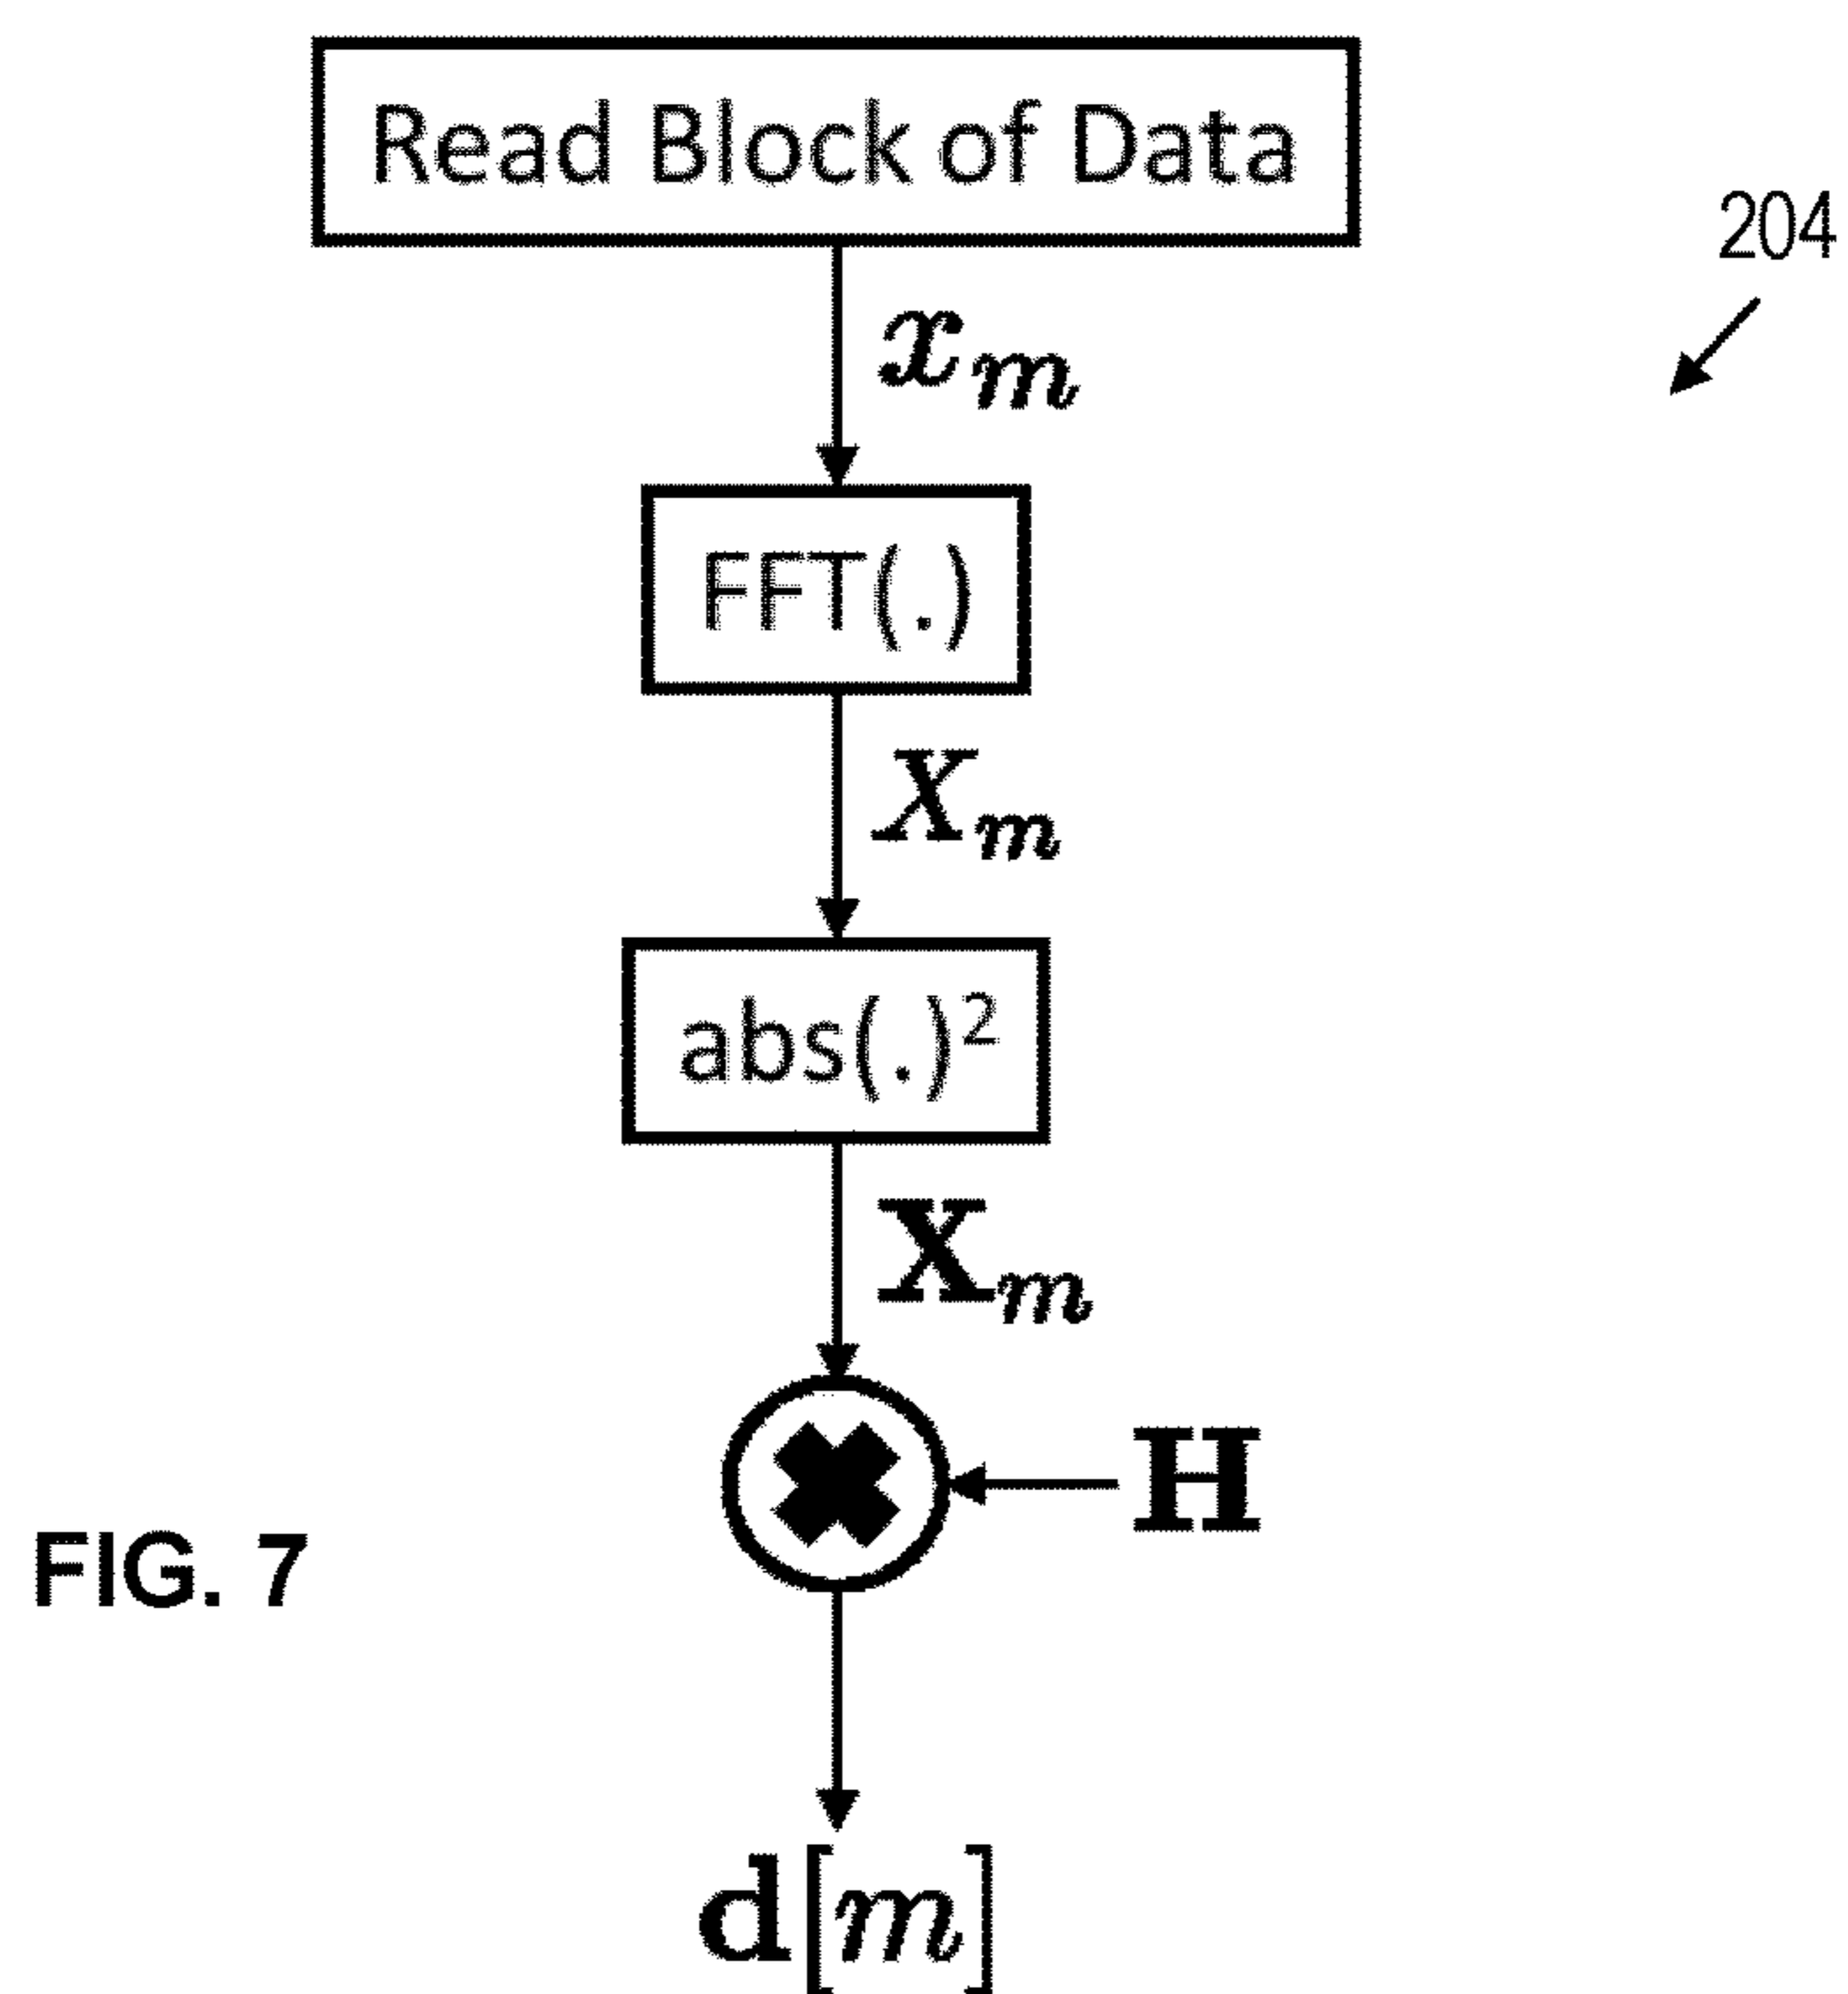 Read Block of Data
204
x_m
FFT(.)
X_m
abs(.)²
𝐗_m
H
FIG. 7
d[m]